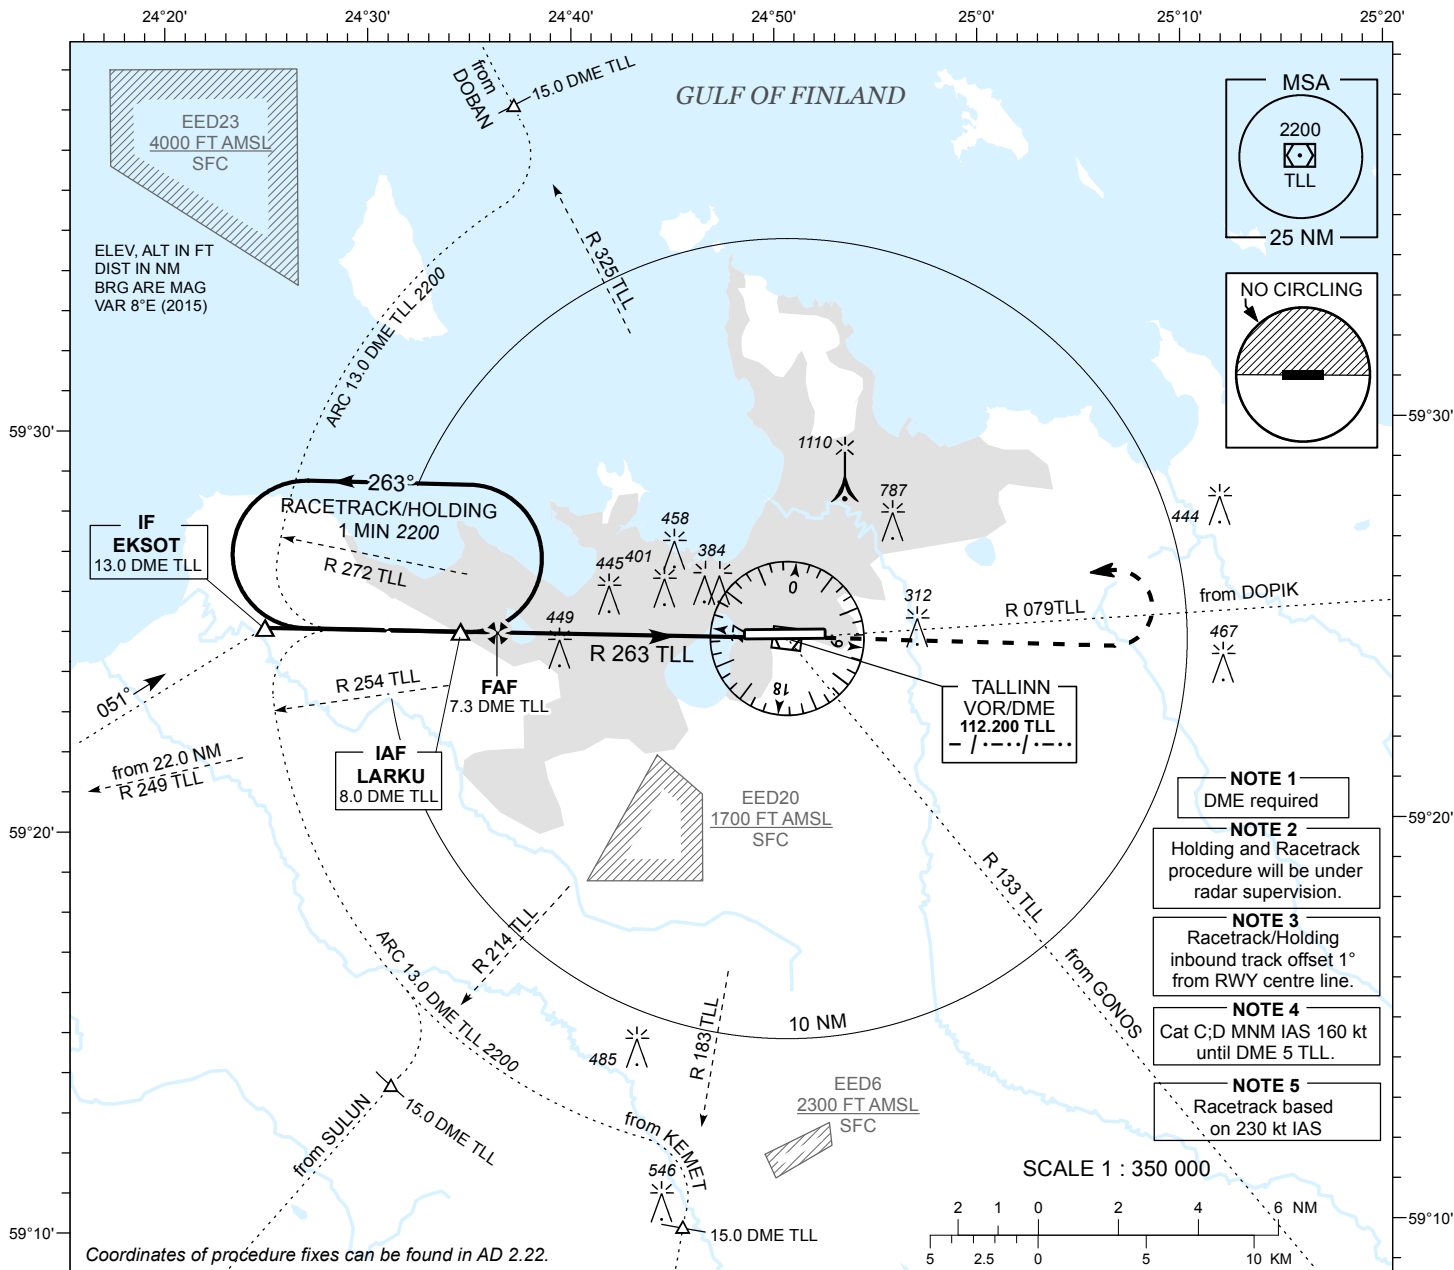 24°20'
24°30'
24°40'
24°50'
25°0'
25°10'
25°20'
from
DOBAN
15.0 DME TLL
GULF OF FINLAND
EED23
4000 FT AMSL
SFC
MSA
2200
TLL
25 NM
ELEV, ALT IN FT
DIST IN NM
BRG ARE MAG
VAR 8°E (2015)
R 325 TLL
ARC 13.0 DME TLL 2200
NO CIRCLING
59°30'
59°30'
1110
787
444
263°
RACETRACK/HOLDING
1 MIN 2200
R 272 TLL
IF
EKSOT
13.0 DME TLL
458
445
401
384
449
312
467
0
9
18
R 079TLL
from DOPIK
R 263 TLL
051°
R 254 TLL
FAF
7.3 DME TLL
from 22.0 NM
R 249 TLL
IAF
LARKU
8.0 DME TLL
TALLINN
VOR/DME
112.200 TLL
– / ·–··/ ·–··
EED20
1700 FT AMSL
SFC
59°20'
59°20'
NOTE 1
DME required
NOTE 2
Holding and Racetrack
procedure will be under
radar supervision.
NOTE 3
Racetrack/Holding
inbound track offset 1°
from RWY centre line.
NOTE 4
Cat C;D MNM IAS 160 kt
until DME 5 TLL.
NOTE 5
Racetrack based
on 230 kt IAS
R 133 TLL
from GONOS
R 214 TLL
ARC 13.0 DME TLL 2200
10 NM
R 183 TLL
485
EED6
2300 FT AMSL
SFC
from SULUN
15.0 DME TLL
from KEMET
546
15.0 DME TLL
59°10'
59°10'
SCALE 1 : 350 000
2 1 0 2 4 6 NM
5 2.5 0 5 10 KM
Coordinates of procedure fixes can be found in AD 2.22.